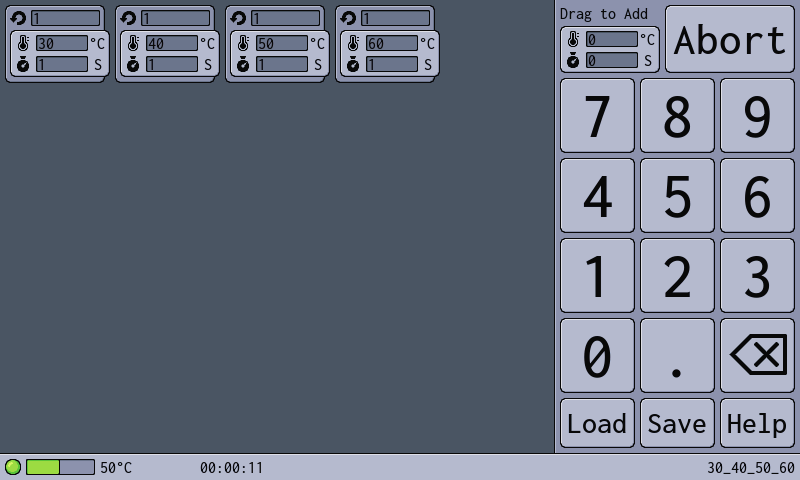 1 1 1 1
30 °C 40 °C 50 °C 60 °C
1 S 1 S 1 S 1 S
Drag to Add
0 °C
0 S
Abort
7 8 9
4 5 6
1 2 3
0 .
Load Save Help
50°C 00:00:11 30_40_50_60